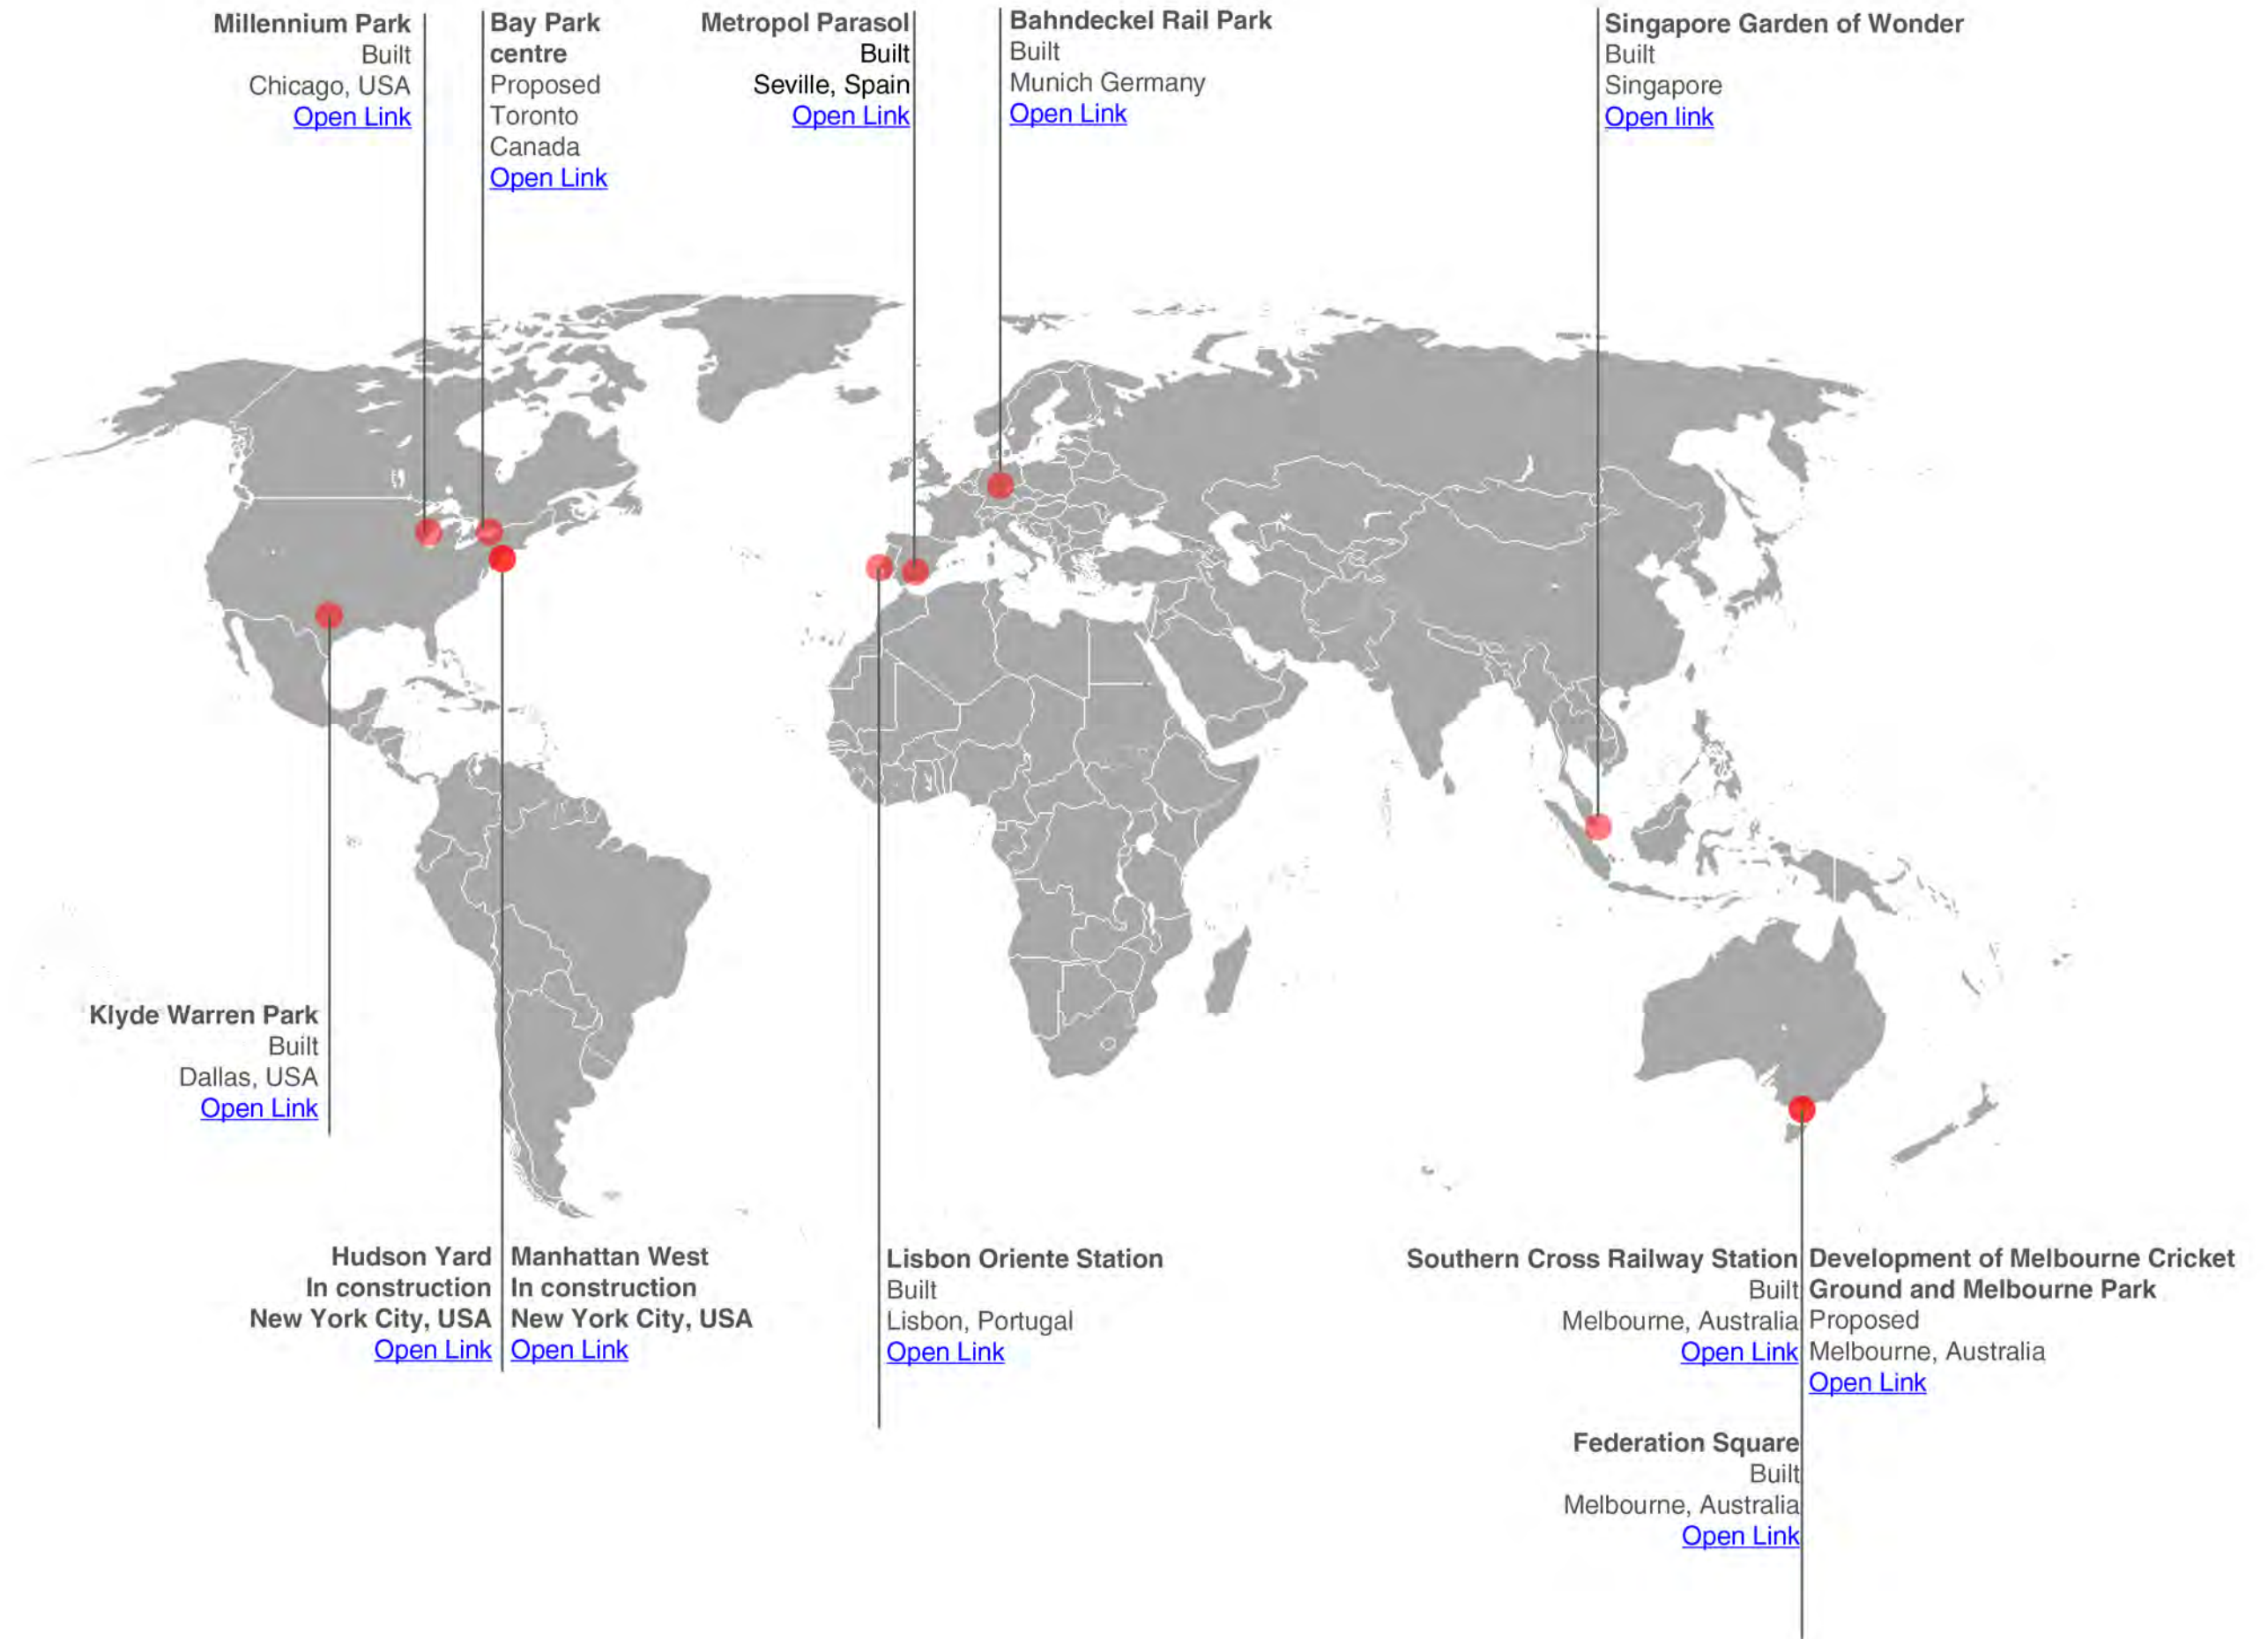 Millennium Park
Built
Chicago, USA
Open Link
Bay Park
centre
Proposed
Toronto
Canada
Open Link
Metropol Parasol
Built
Seville, Spain
Open Link
Bahndeckel Rail Park
Built
Munich Germany
Open Link
Singapore Garden of Wonder
Built
Singapore
Open link
Klyde Warren Park
Built
Dallas, USA
Open Link
Hudson Yard
In construction
New York City, USA
Open Link
Manhattan West
In construction
New York City, USA
Open Link
Lisbon Oriente Station
Built
Lisbon, Portugal
Open Link
Southern Cross Railway Station
Built
Melbourne, Australia
Open Link
Development of Melbourne Cricket
Ground and Melbourne Park
Proposed
Melbourne, Australia
Open Link
Federation Square
Built
Melbourne, Australia
Open Link